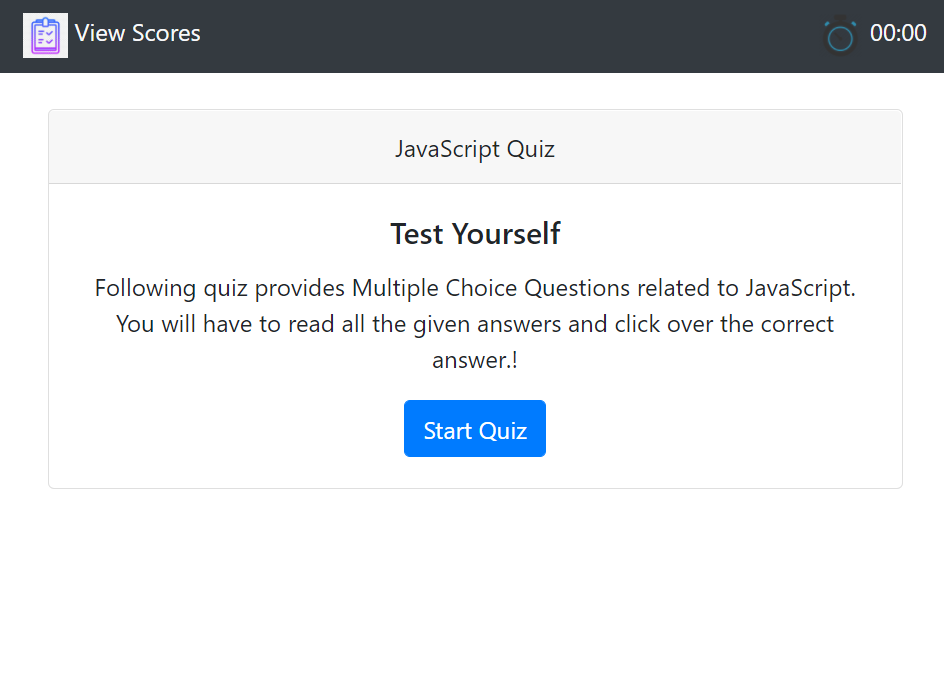 View Scores
00:00
JavaScript Quiz
Test Yourself
Following quiz provides Multiple Choice Questions related to JavaScript.
You will have to read all the given answers and click over the correct
answer.!
Start Quiz